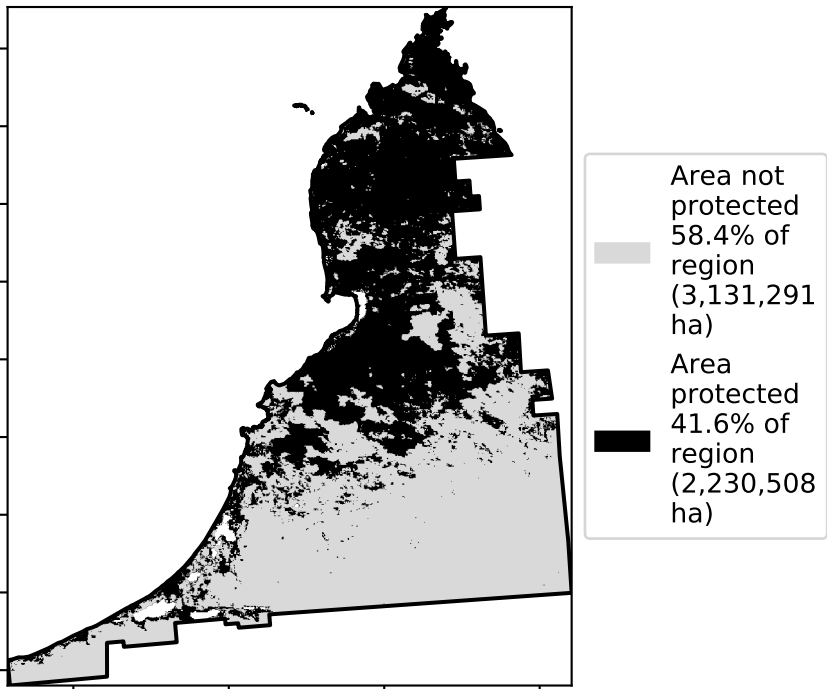 Area not
protected
58.4% of
region
(3,131,291
ha)
Area
protected
41.6% of
region
(2,230,508
ha)